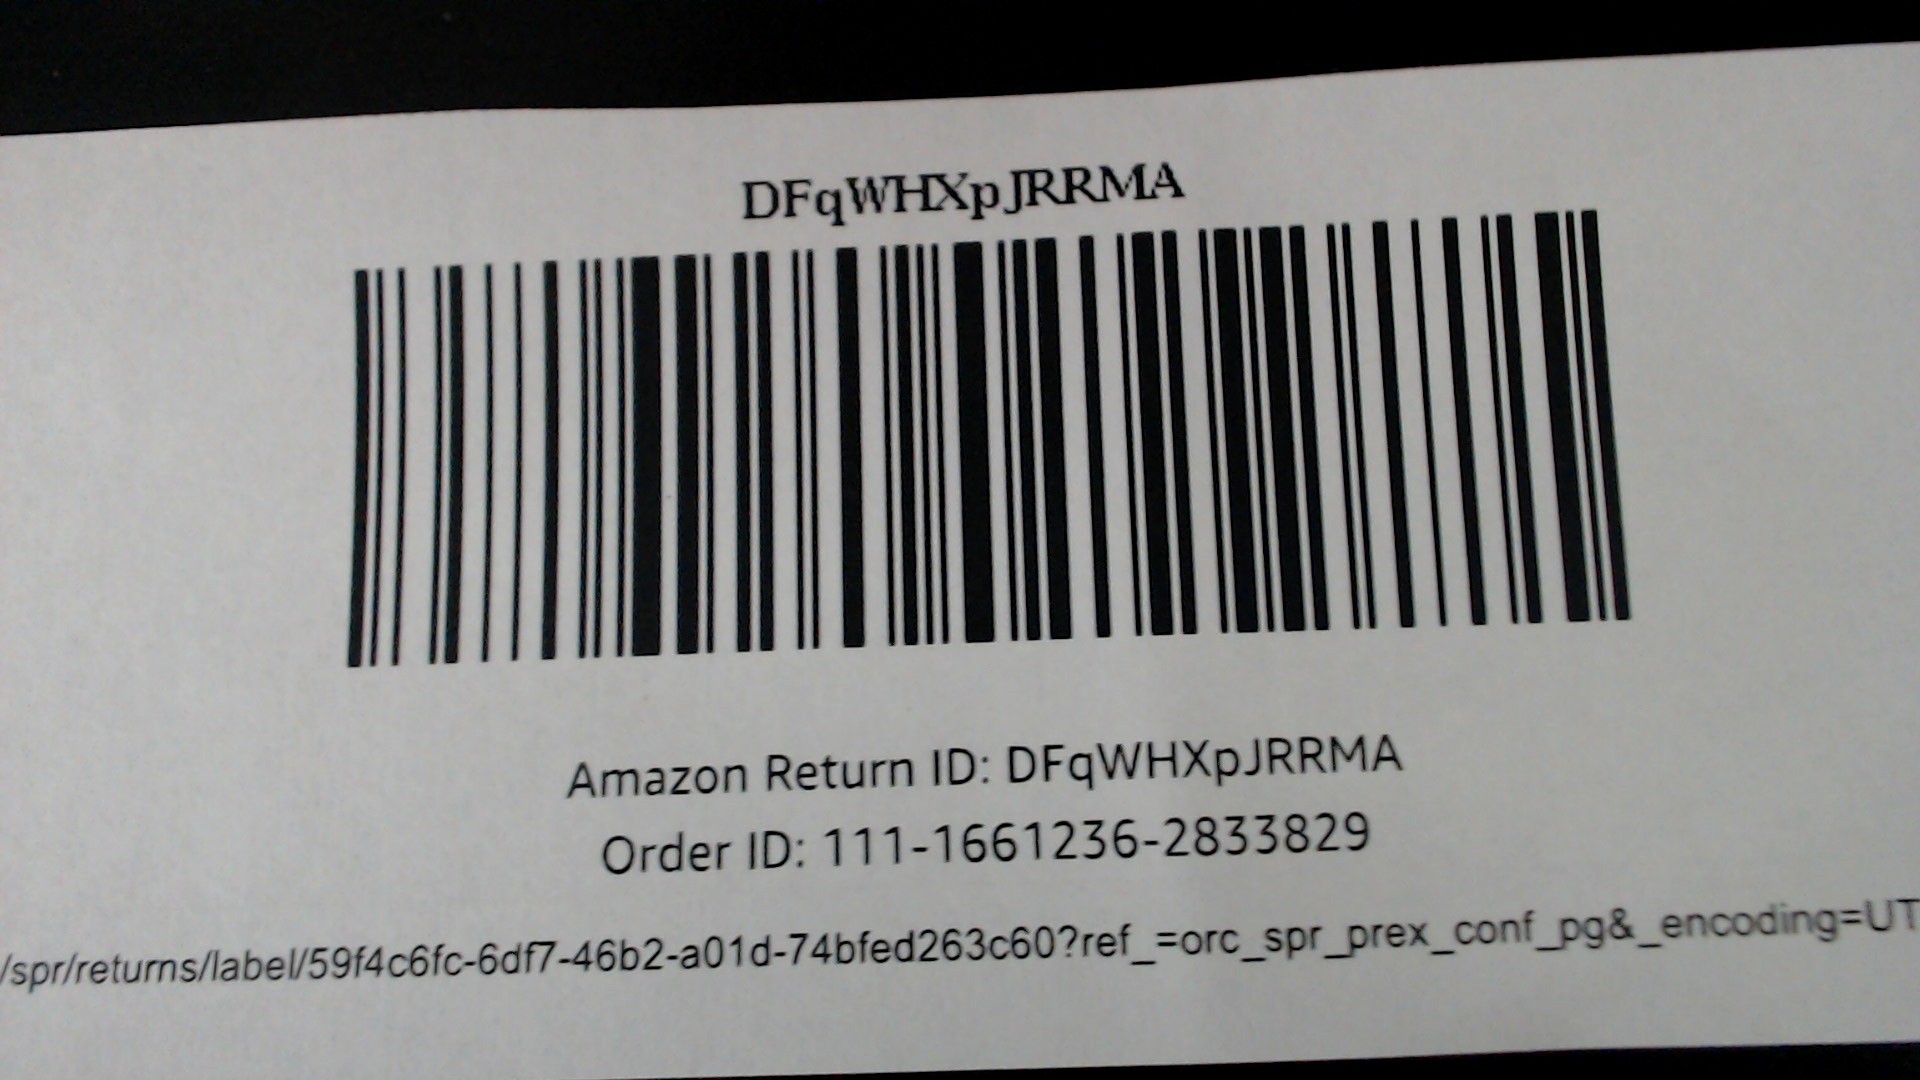 DFqWHXpJRRMA
Amazon Return ID: DFqWHXpJRRMA
Order ID: 111-1661236-2833829
/spr/returns/label/59f4c6fc-6df7-46b2-a01d-74bfed263c60?ref_=orc_spr_prex_conf_pg&_encoding=UT